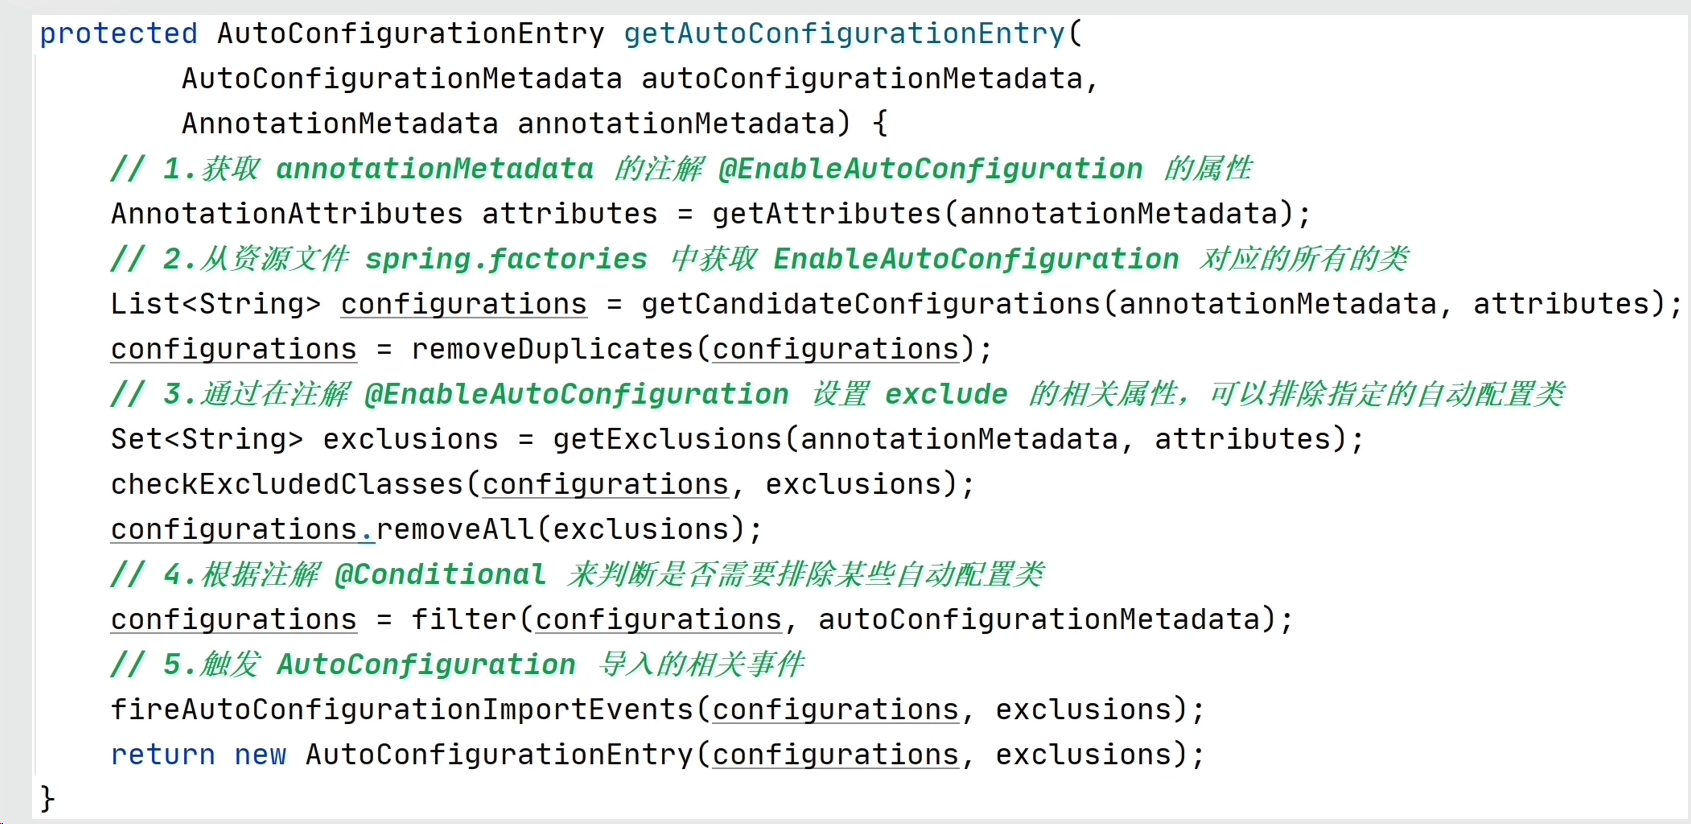 protected AutoConfigurationEntry getAutoConfigurationEntry(
AutoConfigurationMetadata autoConfigurationMetadata,
AnnotationMetadata annotationMetadata) {
// 1.获取 annotationMetadata 的注解 @EnableAutoConfiguration 的属性
AnnotationAttributes attributes = getAttributes(annotationMetadata);
// 2.从资源文件 spring.factories 中获取 EnableAutoConfiguration 对应的所有的类
List<String> configurations = getCandidateConfigurations(annotationMetadata, attributes);
configurations = removeDuplicates(configurations);
// 3.通过在注解 @EnableAutoConfiguration 设置 exclude 的相关属性，可以排除指定的自动配置类
Set<String> exclusions = getExclusions(annotationMetadata, attributes);
checkExcludedClasses(configurations, exclusions);
configurations.removeAll(exclusions);
// 4.根据注解 @Conditional 来判断是否需要排除某些自动配置类
configurations = filter(configurations, autoConfigurationMetadata);
// 5.触发 AutoConfiguration 导入的相关事件
fireAutoConfigurationImportEvents(configurations, exclusions);
return new AutoConfigurationEntry(configurations, exclusions);
}